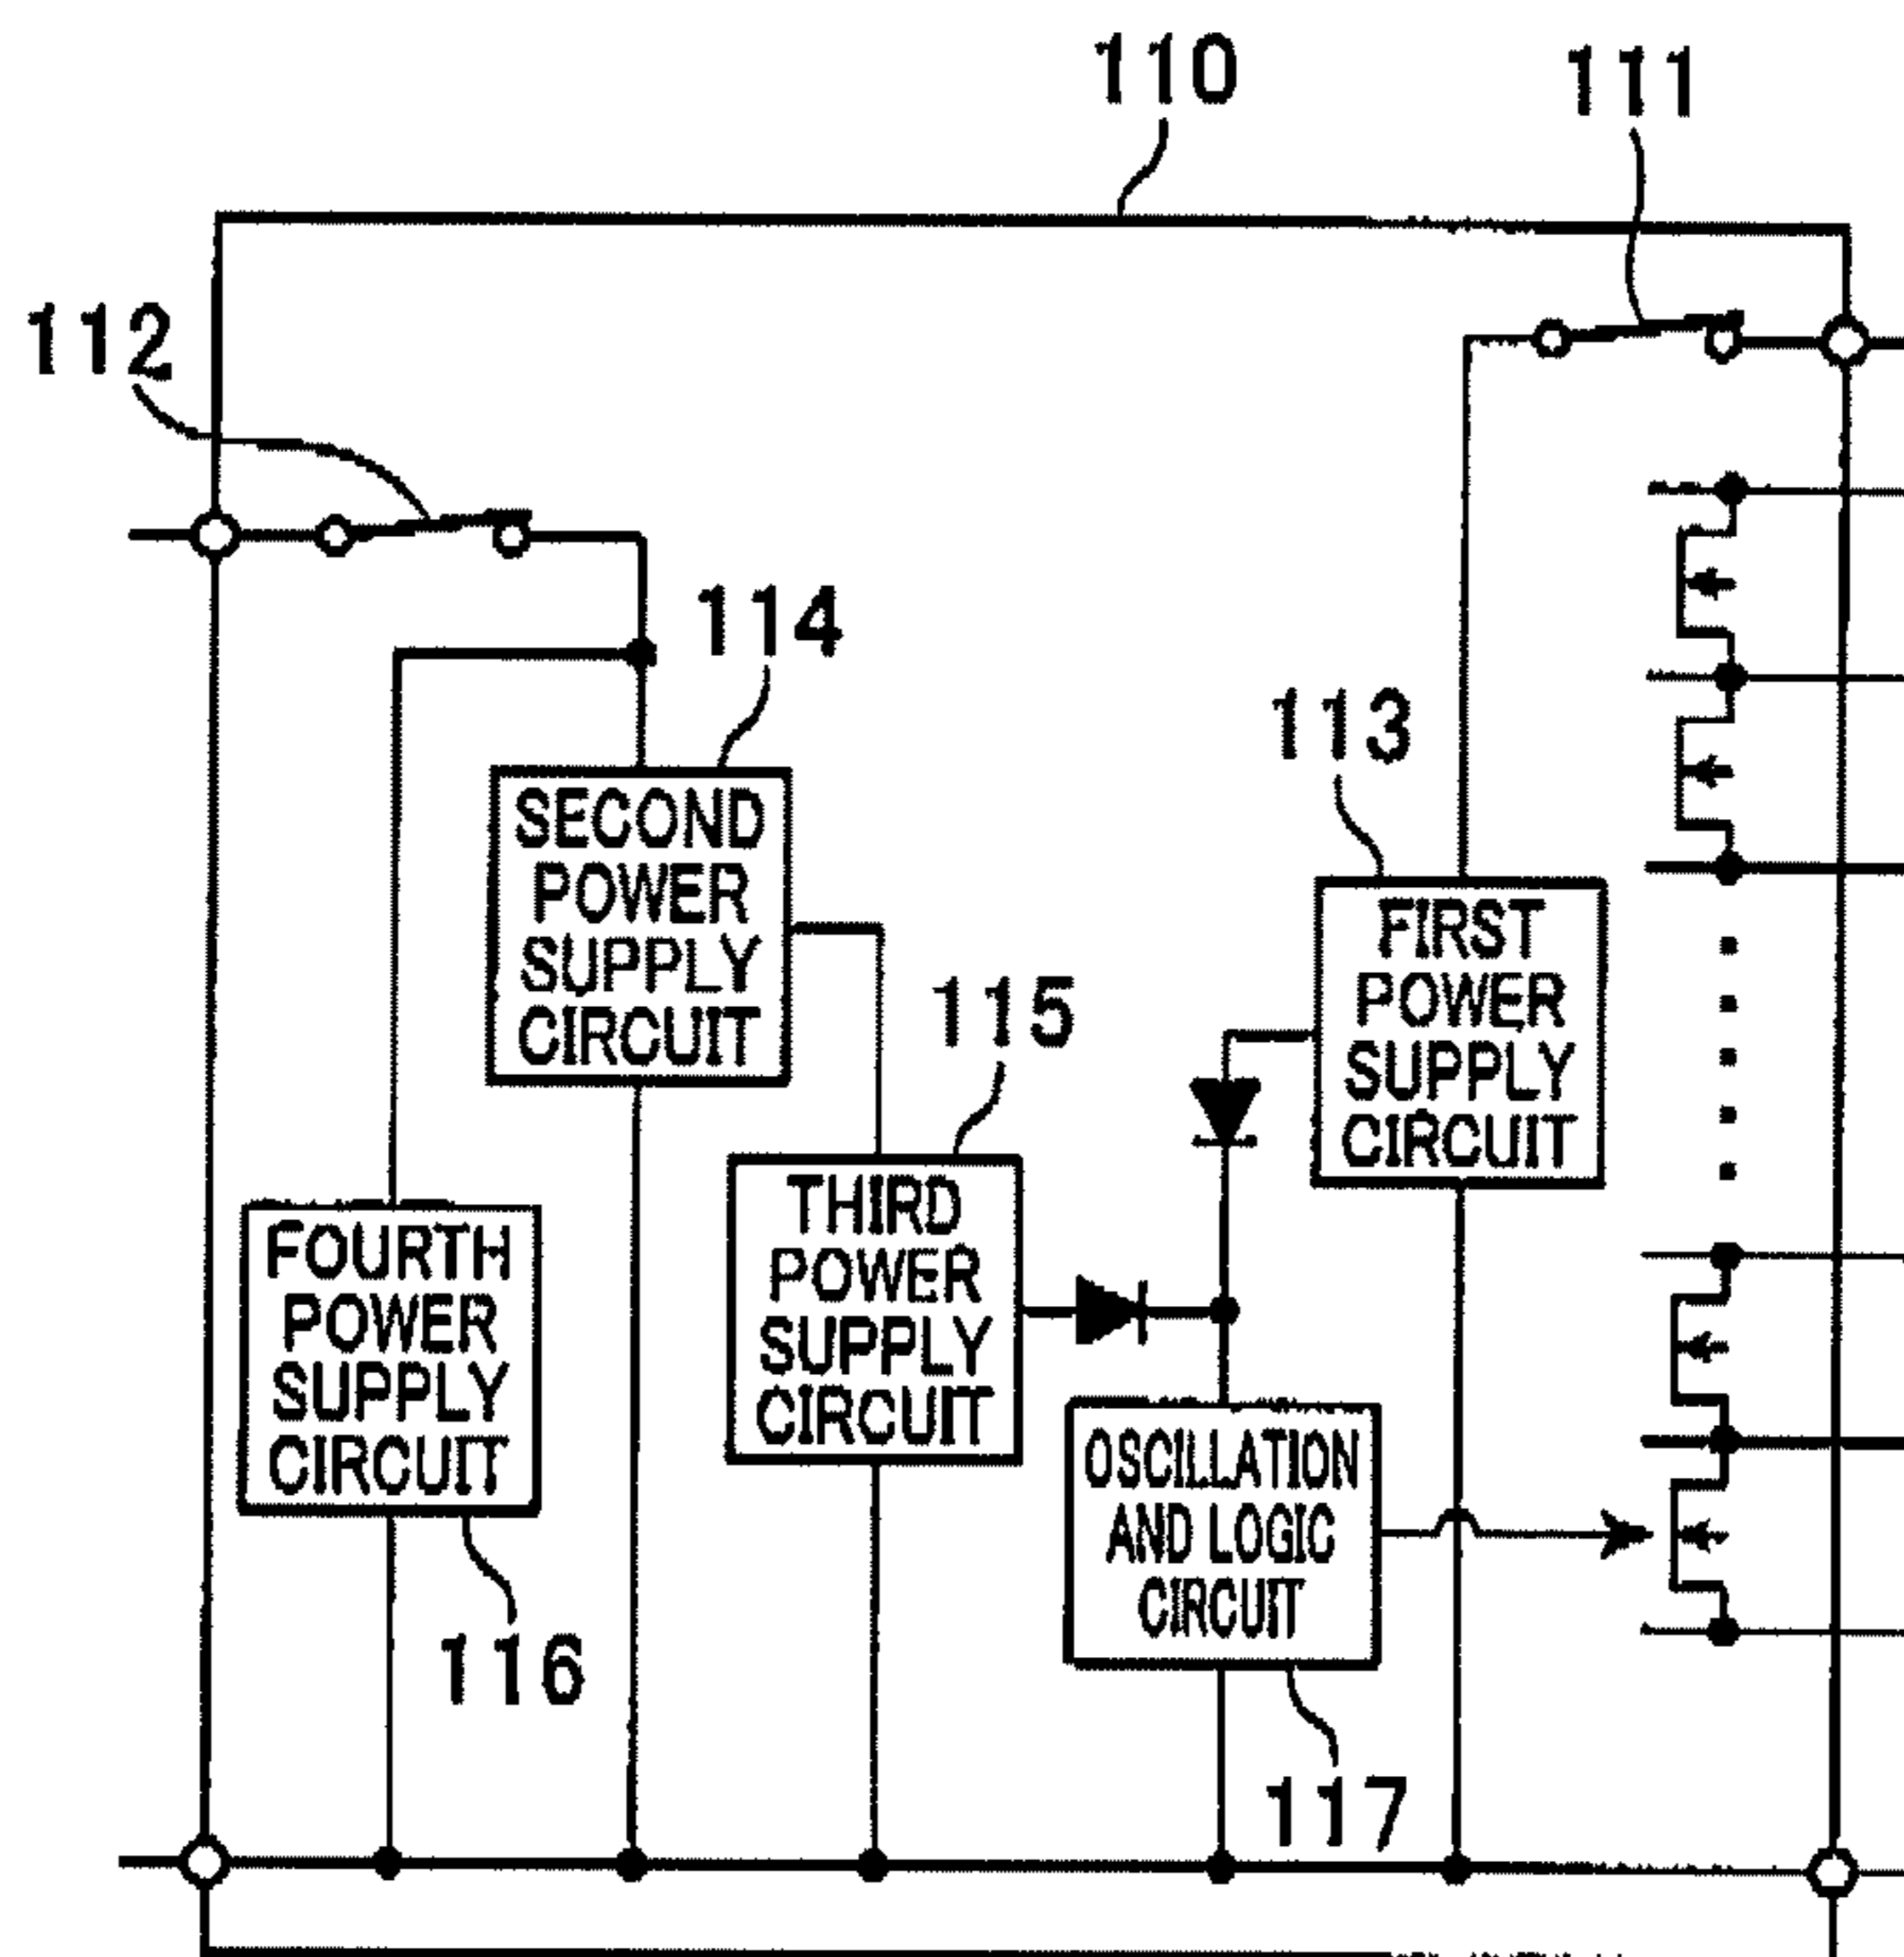 110
111
112
114
SECOND
POWER
SUPPLY
CIRCUIT
113
FIRST
POWER
SUPPLY
CIRCUIT
115
THIRD
POWER
SUPPLY
CIRCUIT
FOURTH
POWER
SUPPLY
CIRCUIT
116
OSCILLATION
AND LOGIC
CIRCUIT
117